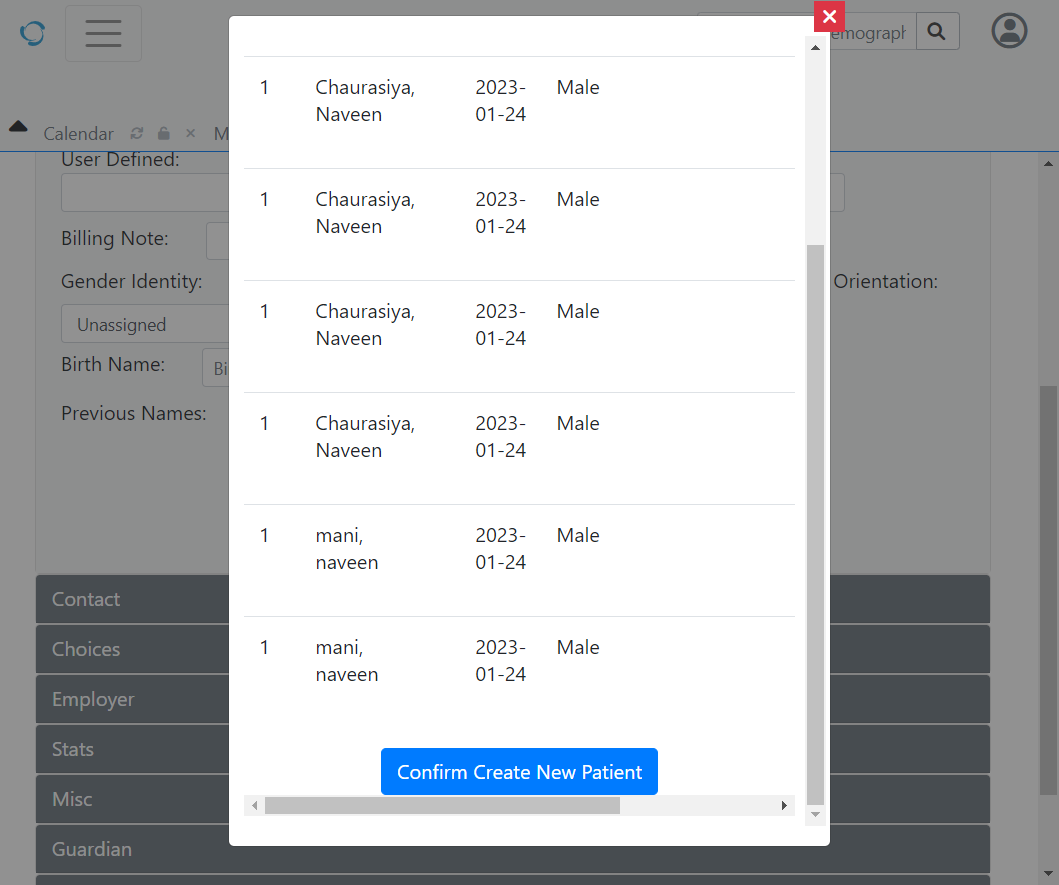 emograph
Calendar
M
User Defined:
Billing Note:
Gender Identity:
Orientation:
Unassigned
Birth Name:
Bi
Previous Names:
1 Chaurasiya, 2023- Male
Naveen 01-24
1 Chaurasiya, 2023- Male
Naveen 01-24
1 Chaurasiya, 2023- Male
Naveen 01-24
1 Chaurasiya, 2023- Male
Naveen 01-24
1 mani, 2023- Male
naveen 01-24
1 mani, 2023- Male
naveen 01-24
Confirm Create New Patient
Contact
Choices
Employer
Stats
Misc
Guardian